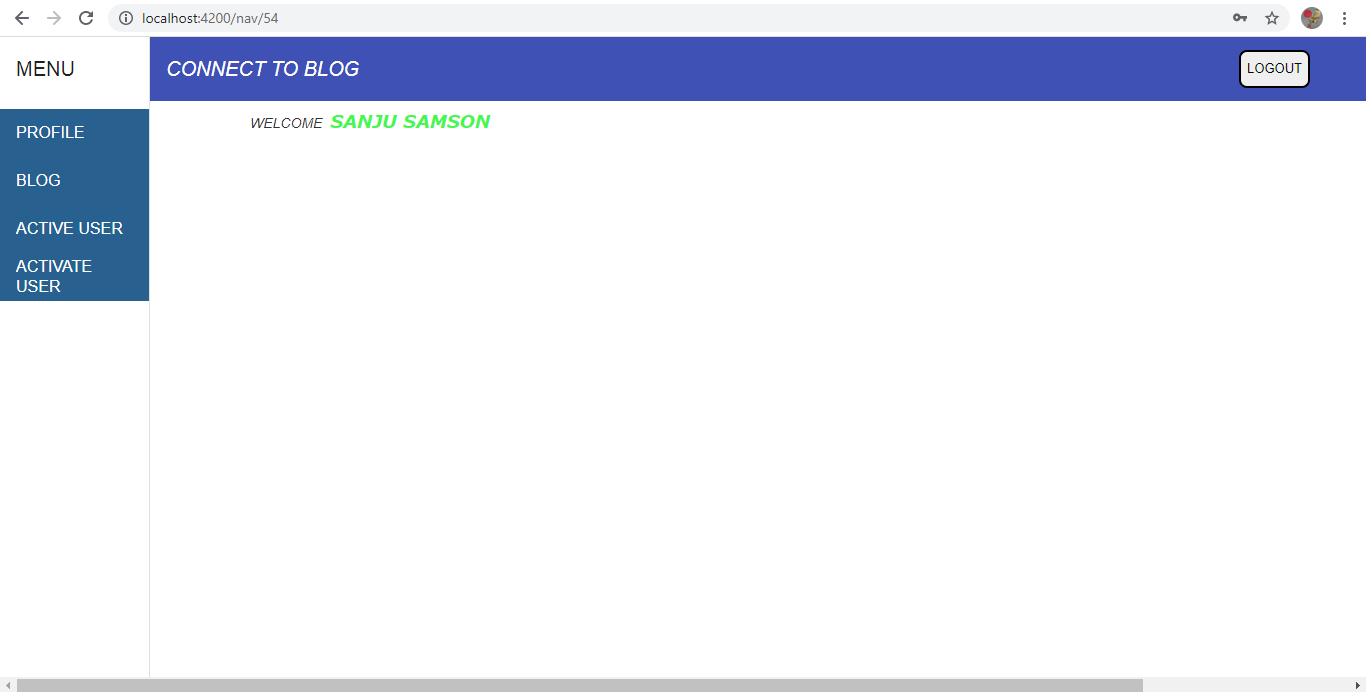 localhost:4200/nav/54
MENU
CONNECT TO BLOG
LOGOUT
WELCOME SANJU SAMSON
PROFILE
BLOG
ACTIVE USER
ACTIVATE
USER